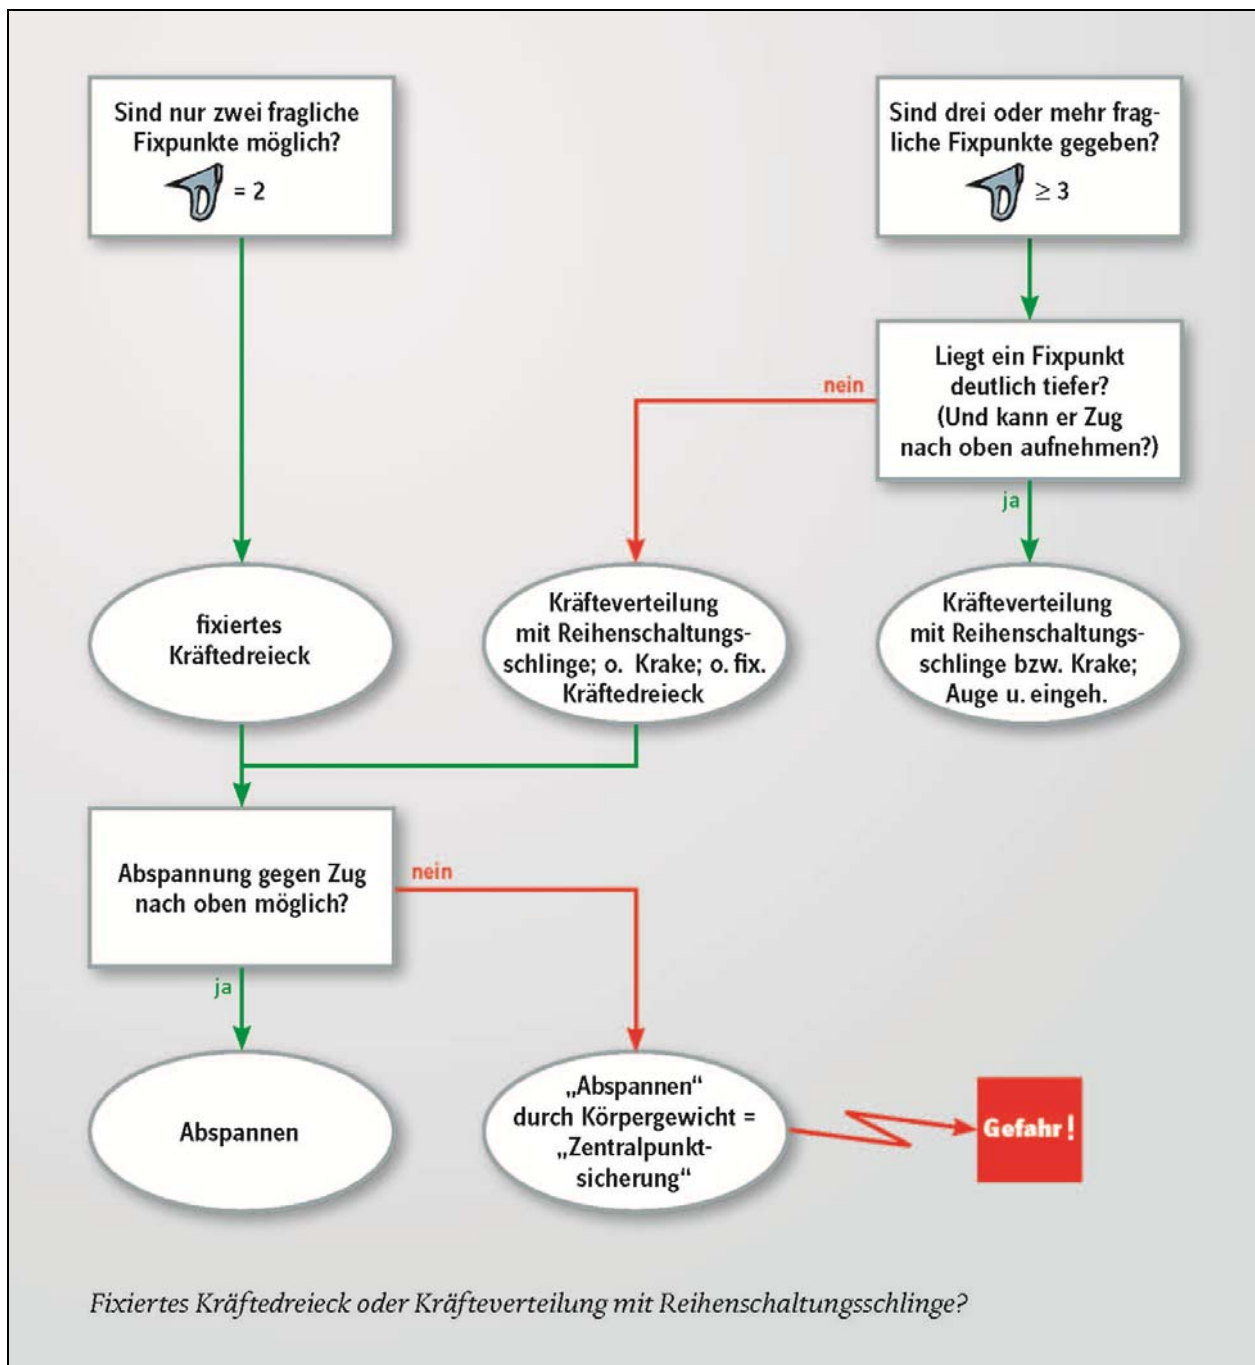 Sind nur zwei fragliche
Fixpunkte möglich?
= 2
Sind drei oder mehr frag-
liche Fixpunkte gegeben?
≥ 3
Liegt ein Fixpunkt
deutlich tiefer?
(Und kann er Zug
nach oben aufnehmen?)
nein
ja
fixiertes
Kräftedreieck
Kräfteverteilung
mit Reihenschaltungs-
schlinge; o. Krake; o. fix.
Kräftedreieck
Kräfteverteilung
mit Reihenschaltungs-
schlinge bzw. Krake;
Auge u. eingeh.
Abspannung gegen Zug
nach oben möglich?
nein
ja
Abspannen
„Abspannen“
durch Körpergewicht =
„Zentralpunkt-
sicherung“
Gefahr!
Fixiertes Kräftedreieck oder Kräfteverteilung mit Reihenschaltungsschlinge?